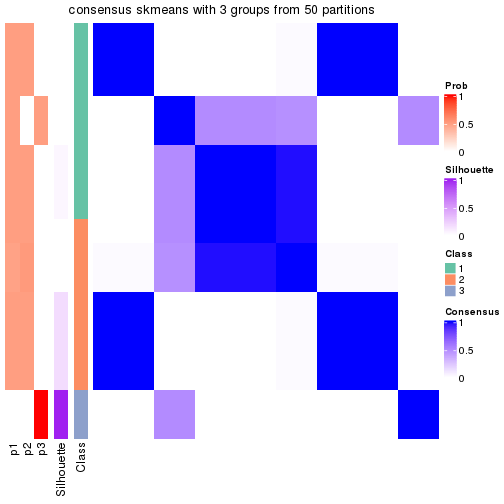 consensus skmeans with 3 groups from 50 partitions
Prob
1
0.5
0
Silhouette
1
0.5
0
Class
1
2
3
Consensus
1
0.5
0
p1
p2
p3
Silhouette
Class